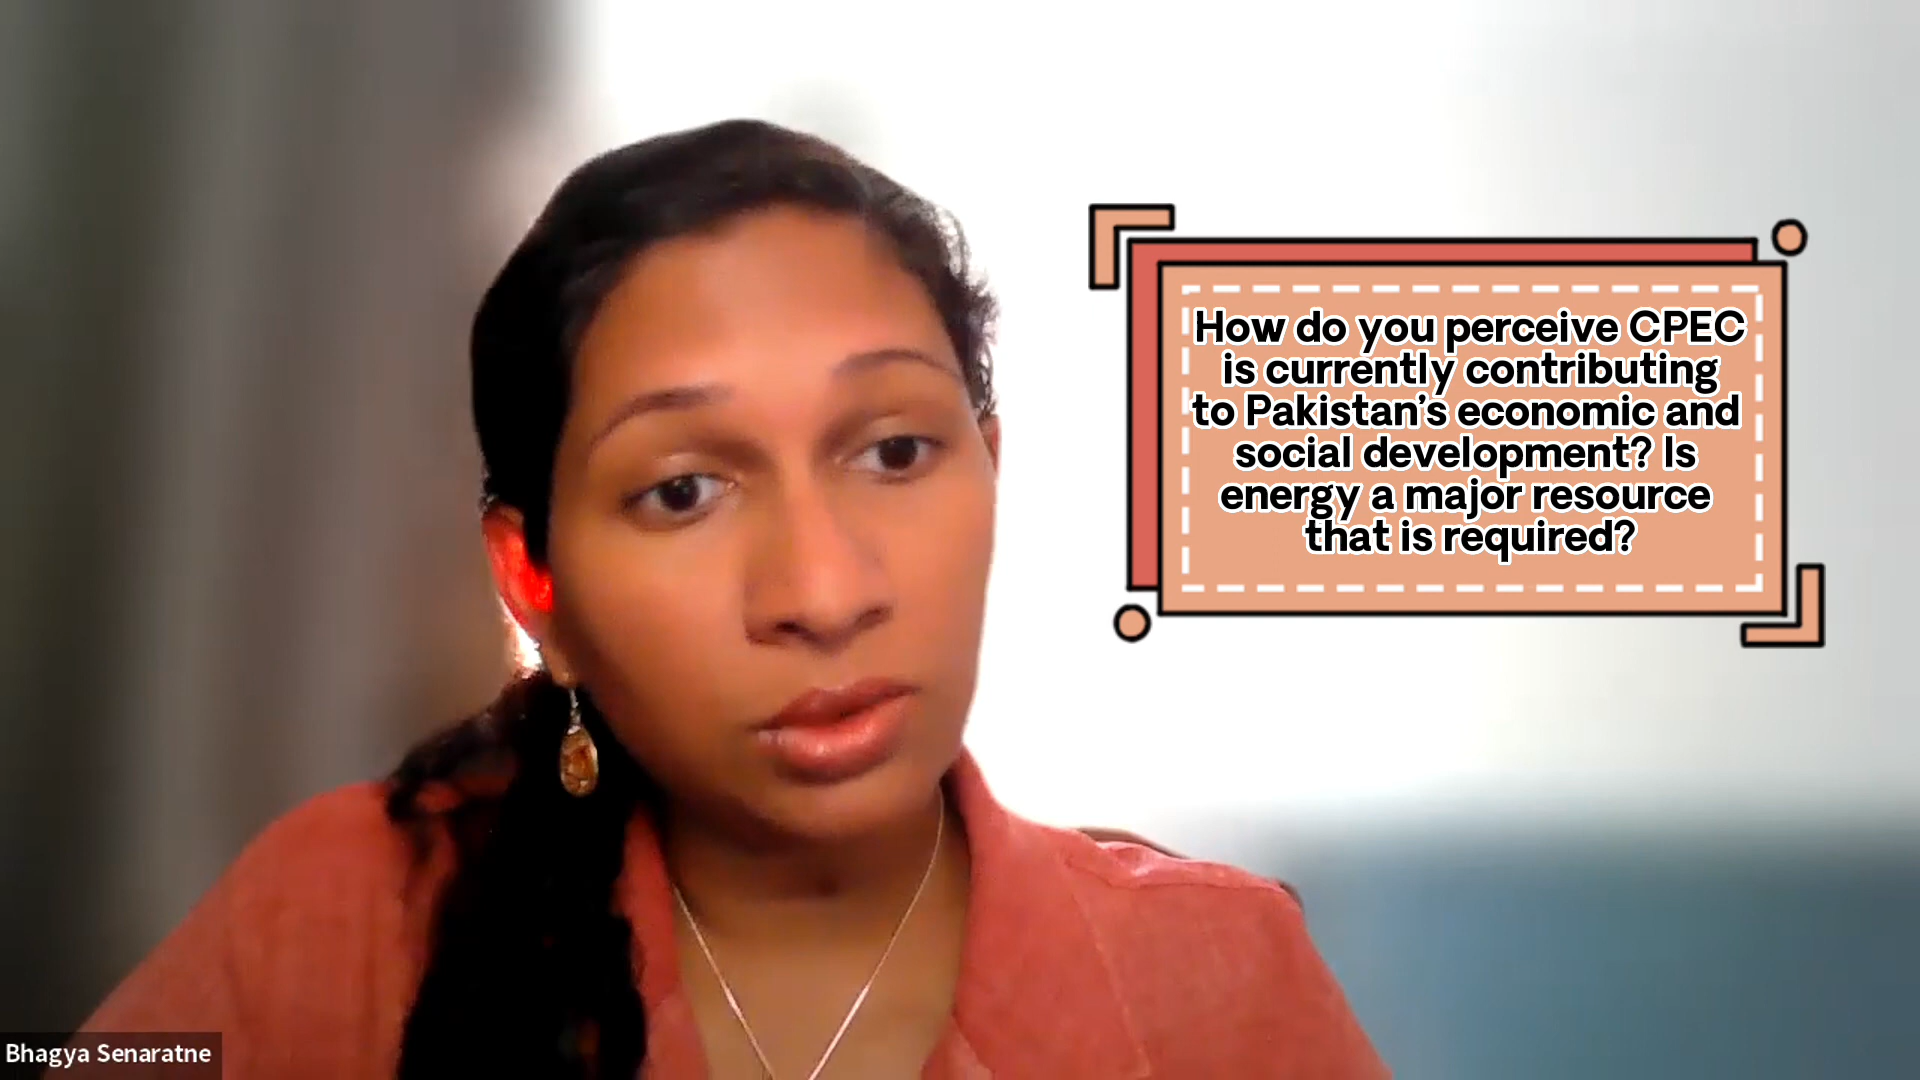 How do you perceive CPEC
is currently contributing
to Pakistan's economic and
social development? Is
energy a major resource
that is required?
Bhagya Senaratne